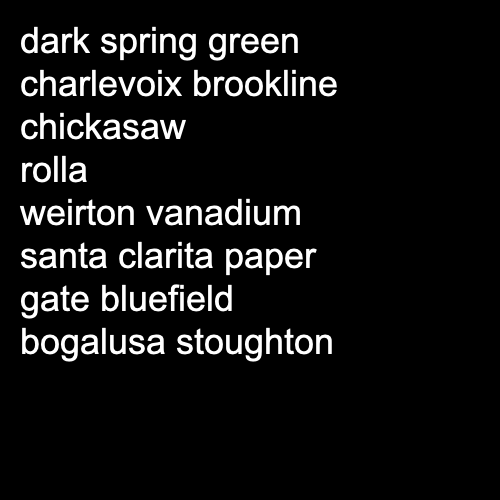 dark spring green
charlevoix brookline
chickasaw
rolla
weirton vanadium
santa clarita paper
gate bluefield
bogalusa stoughton